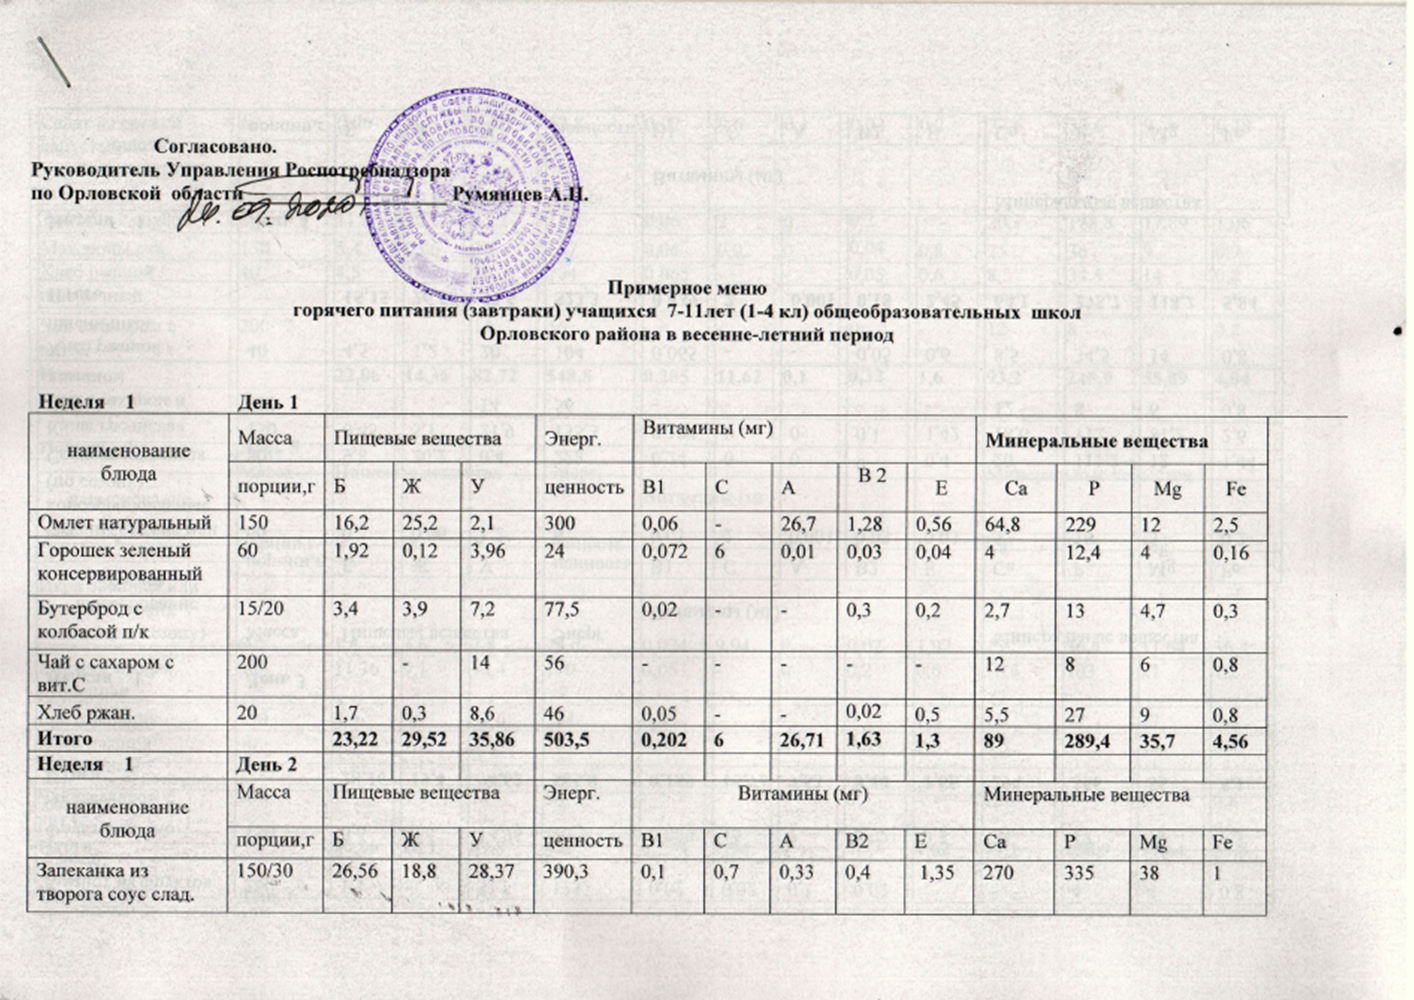 Согласовано.
Руководитель Управления Роспотребнадзора
по Орловской области Румянцев А.П.
Примерное меню
горячего питания (завтраки) учащихся 7-11лет (1-4 кл) общеобразовательных школ
Орловского района в весенне-летний период
Неделя 1 День 1
наименование блюда Масса порции,г Пищевые вещества Энерг. ценность Витамины (мг) Минеральные вещества
Б Ж У В1 С А В 2 Е Са Р Mg Fe
Омлет натуральный 150 16,2 25,2 2,1 300 0,06 - 26,7 1,28 0,56 64,8 229 12 2,5
Горошек зеленый 60 1,92 0,12 3,96 24 0,072 6 0,01 0,03 0,04 4 12,4 4 0,16
консервированный
Бутерброд с 15/20 3,4 3,9 7,2 77,5 0,02 - - 0,3 0,2 2,7 13 4,7 0,3
колбасой п/к
Чай с сахаром с 200 - - 14 56 - - - - - 12 8 6 0,8
вит.С
Хлеб ржан. 20 1,7 0,3 8,6 46 0,05 - - 0,02 0,5 5,5 27 9 0,8
Итого 23,22 29,52 35,86 503,5 0,202 6 26,71 1,63 1,3 89 289,4 35,7 4,56
Неделя 1 День 2
наименование блюда Масса порции,г Пищевые вещества Энерг. ценность Витамины (мг) Минеральные вещества
Б Ж У В1 С А В2 Е Са Р Mg Fe
Запеканка из 150/30 26,56 18,8 28,37 390,3 0,1 0,7 0,33 0,4 1,35 270 335 38 1
творога соус слад.